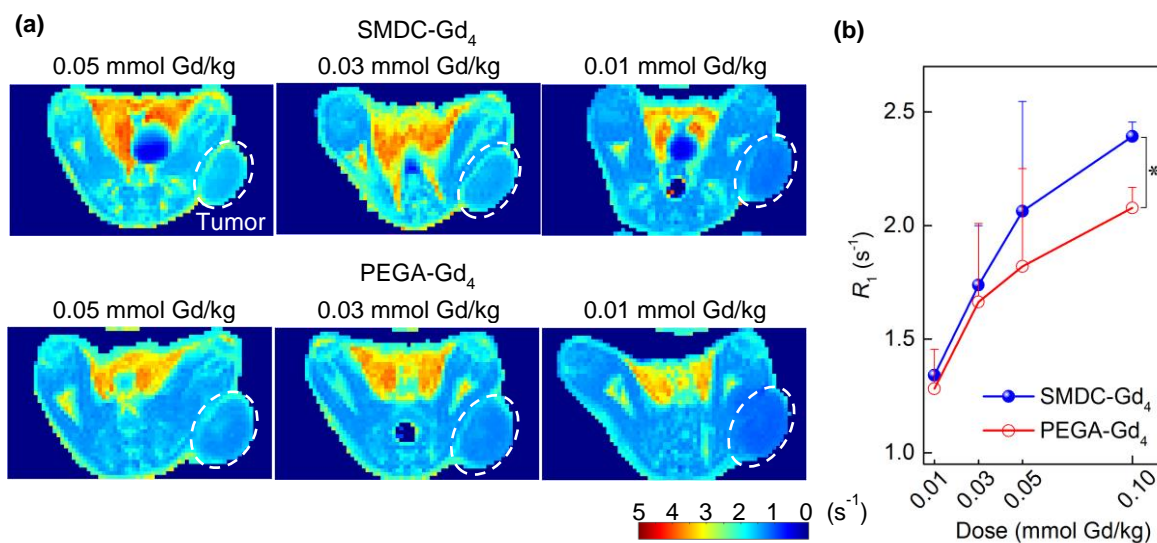 (a)
SMDC-Gd₄
0.05 mmol Gd/kg 0.03 mmol Gd/kg 0.01 mmol Gd/kg
Tumor
PEGA-Gd₄
0.05 mmol Gd/kg 0.03 mmol Gd/kg 0.01 mmol Gd/kg
5 4 3 2 1 0 (s⁻¹)
(b)
R₁ (s⁻¹)
2.5
2.0
1.5
1.0
*
SMDC-Gd₄
PEGA-Gd₄
0.01 0.03 0.05 0.10
Dose (mmol Gd/kg)